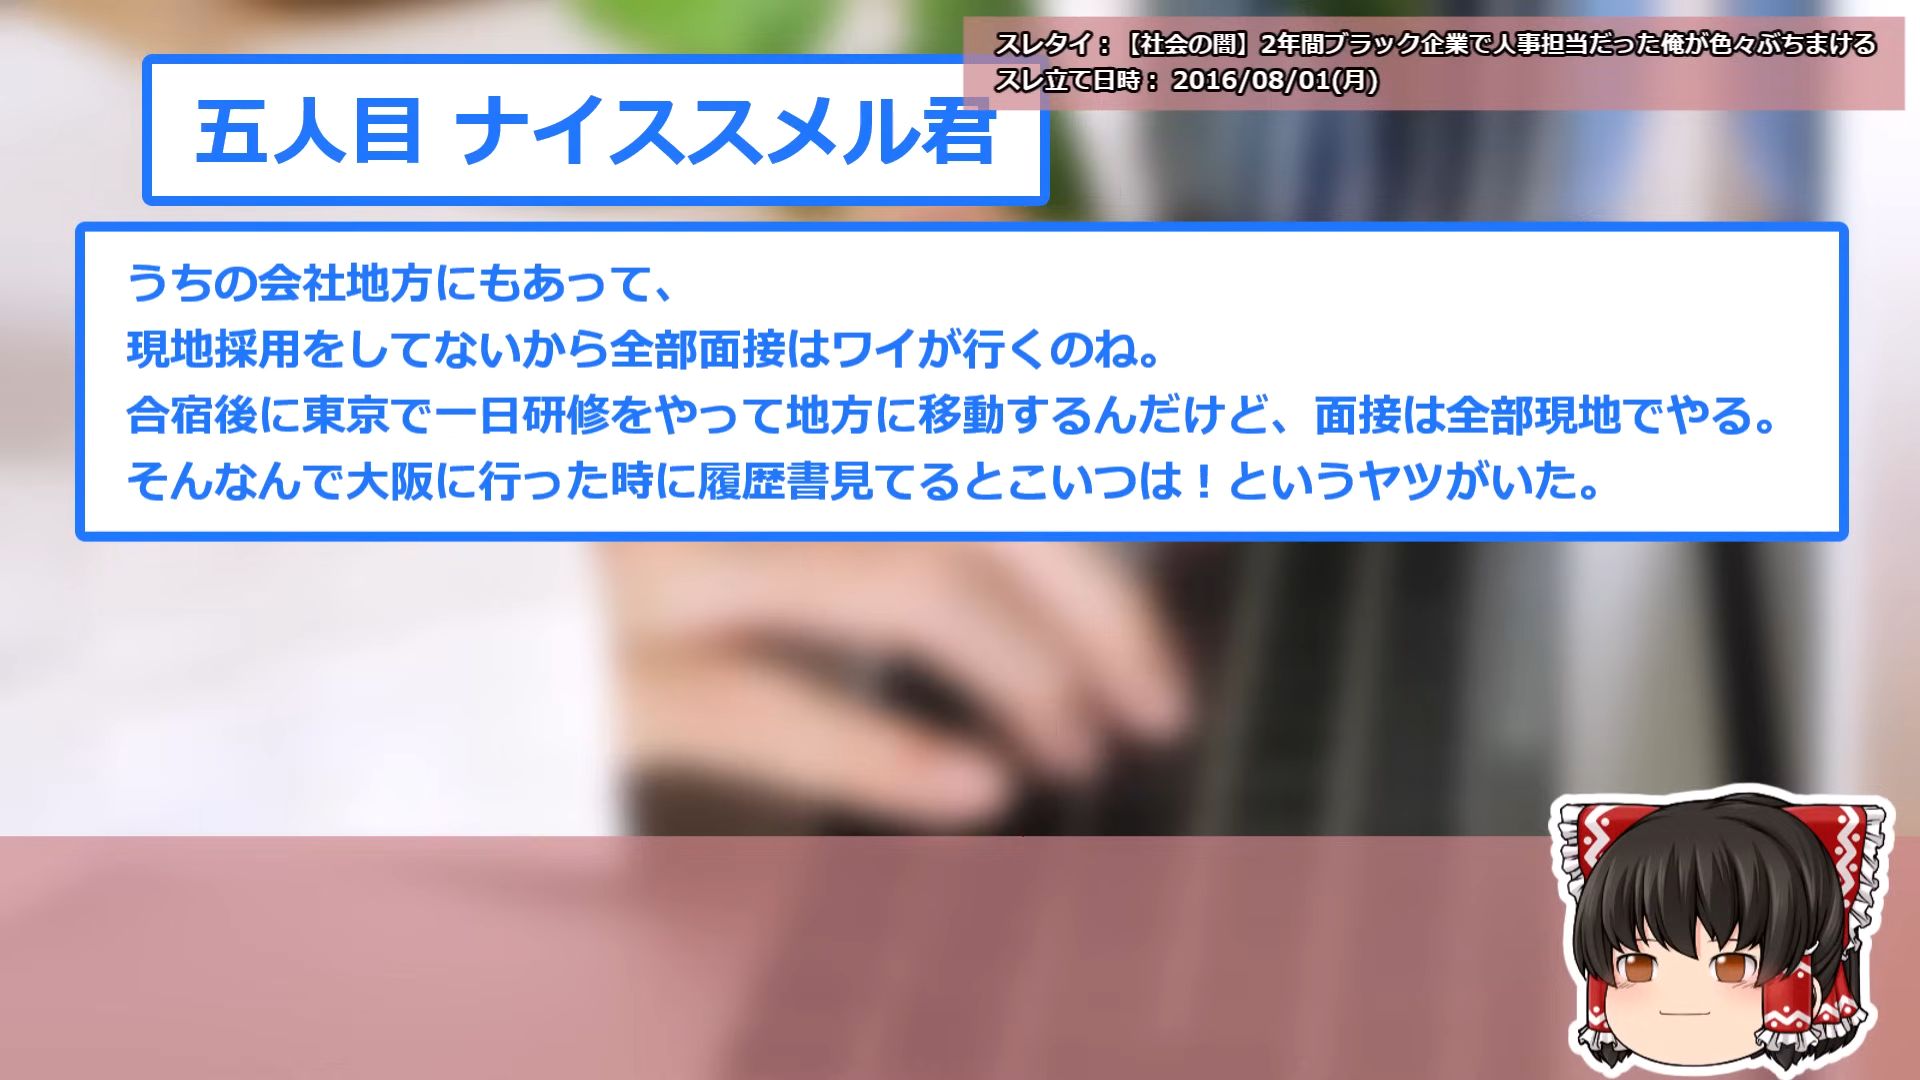 スレタイ：【社会の闇】2年間ブラック企業で人事担当だった俺が色々ぶちまける
スレ立て日時： 2016/08/01(月)
五人目 ナイススメル君
うちの会社地方にもあって、
現地採用をしてないから全部面接はワイが行くのね。
合宿後に東京で一日研修をやって地方に移動するんだけど、面接は全部現地でやる。
そんなんで大阪に行った時に履歴書見てるとこいつは！というヤツがいた。